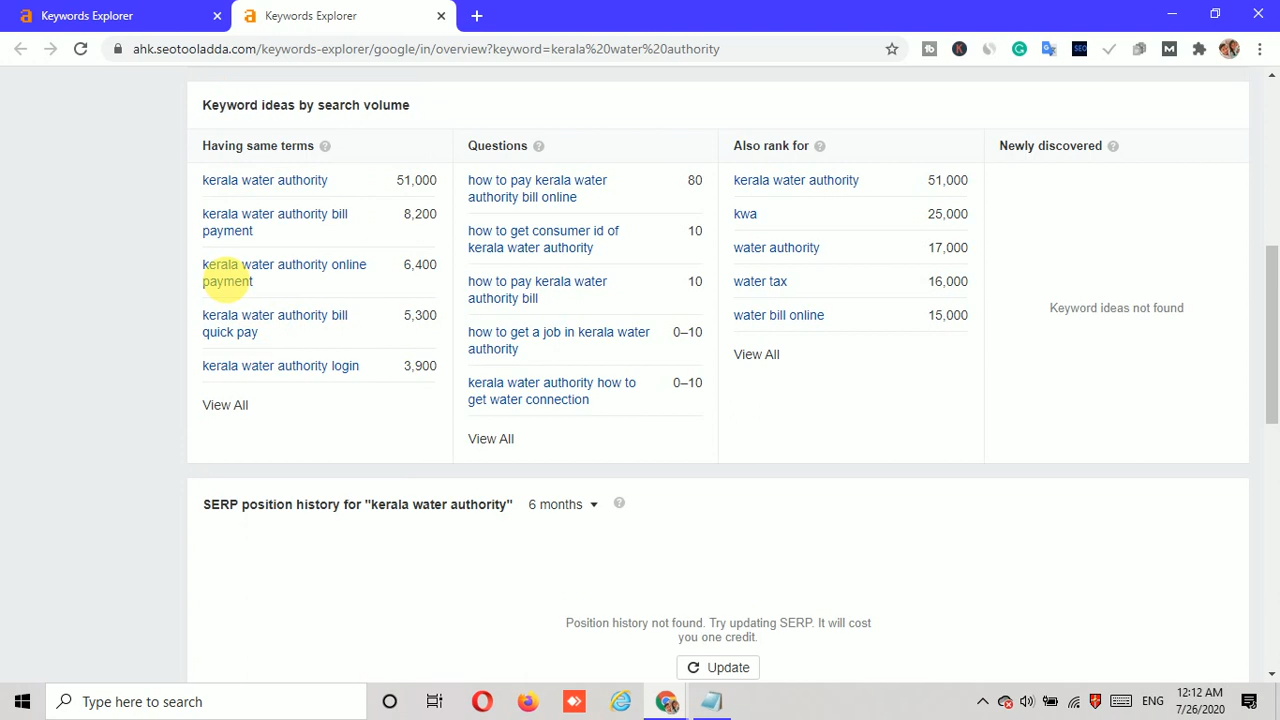 Keywords Explorer
Keywords Explorer
ahk.seotooladda.com/keywords-explorer/google/in/overview?keyword=kerala%20water%20authority
Keyword ideas by search volume
Having same terms
kerala water authority 51,000
kerala water authority bill 8,200
payment
kerala water authority online 6,400
payment
kerala water authority bill 5,300
quick pay
kerala water authority login 3,900
View All
Questions
how to pay kerala water 80
authority bill online
how to get consumer id of 10
kerala water authority
how to pay kerala water 10
authority bill
how to get a job in kerala water 0–10
authority
kerala water authority how to 0–10
get water connection
View All
Also rank for
kerala water authority 51,000
kwa 25,000
water authority 17,000
water tax 16,000
water bill online 15,000
View All
Newly discovered
Keyword ideas not found
SERP position history for "kerala water authority" 6 months
Position history not found. Try updating SERP. It will cost
you one credit.
Update
Type here to search
ENG
12:12 AM
7/26/2020